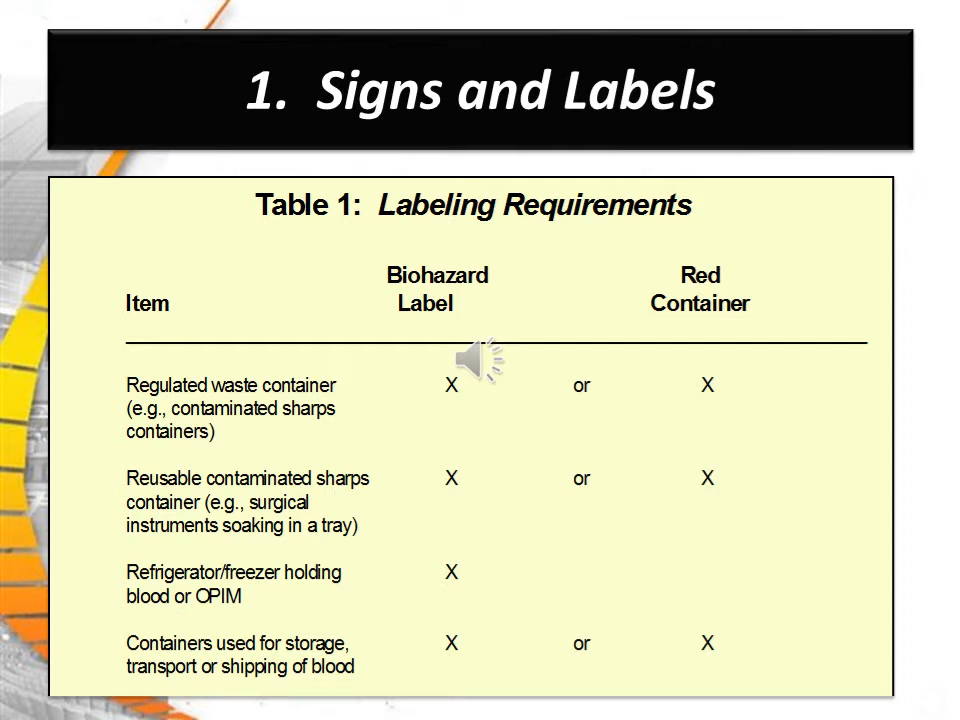 1. Signs and Labels
Table 1: Labeling Requirements
Biohazard Red
Item Label Container
Regulated waste container X or X
(e.g., contaminated sharps
containers)
Reusable contaminated sharps X or X
container (e.g., surgical
instruments soaking in a tray)
Refrigerator/freezer holding X
blood or OPIM
Containers used for storage, X or X
transport or shipping of blood